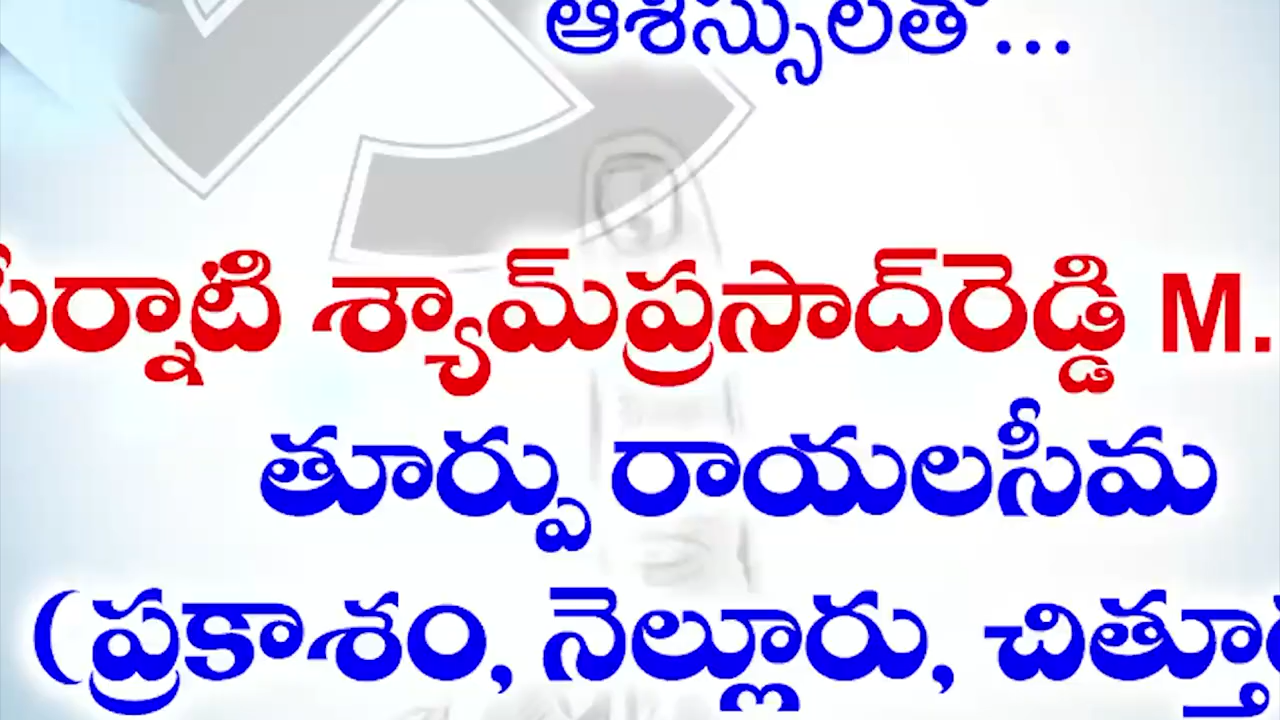 ఆశీస్సులతో...
పేర్నాటి శ్యామ్‌ప్రసాద్‌రెడ్డి M.
తూర్పు రాయలసీమ
(ప్రకాశం, నెల్లూరు, చిత్తూ